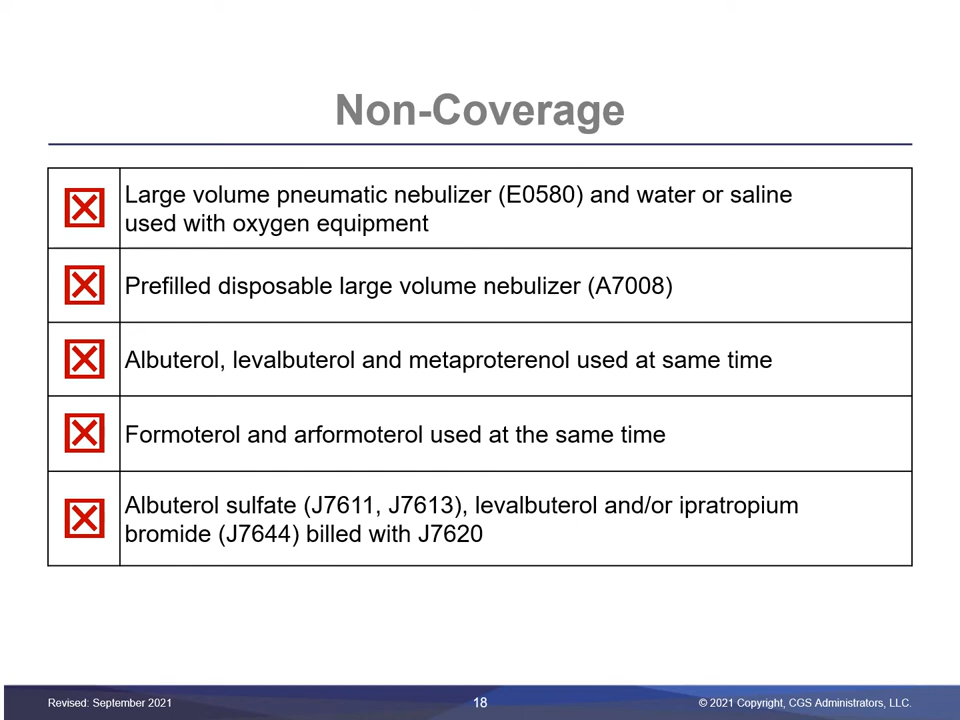 Non-Coverage
Large volume pneumatic nebulizer (E0580) and water or saline
used with oxygen equipment
Prefilled disposable large volume nebulizer (A7008)
Albuterol, levalbuterol and metaproterenol used at same time
Formoterol and arformoterol used at the same time
Albuterol sulfate (J7611, J7613), levalbuterol and/or ipratropium
bromide (J7644) billed with J7620
Revised: September 2021
18
© 2021 Copyright, CGS Administrators, LLC.